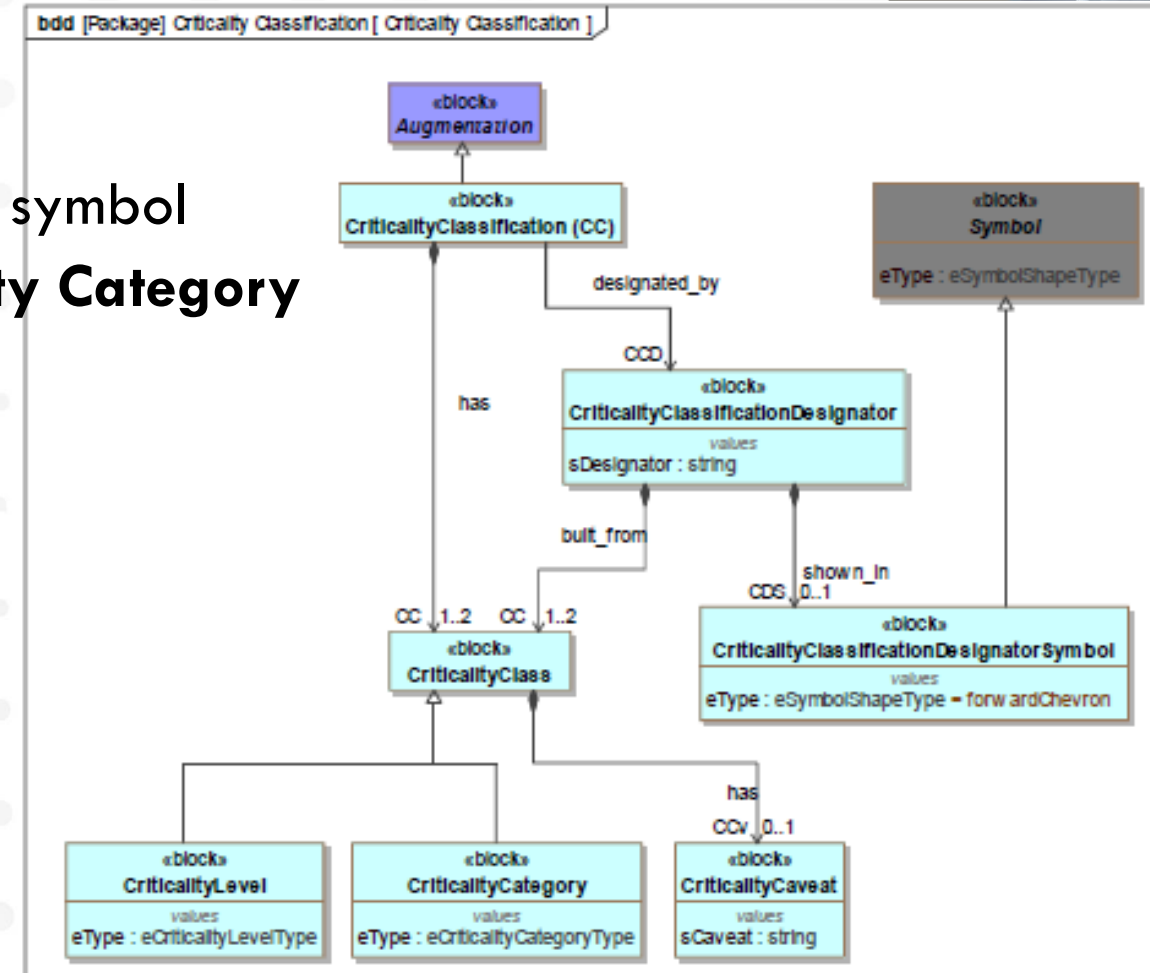 bdd [Package] Criticality Classification [ Criticality Classification ]
«block»
Augmentation
symbol
ty Category
«block»
CriticalityClassification (CC)
«block»
Symbol
eType : eSymbolShapeType
designated_by
CCD
has
«block»
CriticalityClassificationDesignator
values
sDesignator : string
built_from
shown_in
CDS 0..1
CC 1..2 CC 1..2
«block»
CriticalityClass
«block»
CriticalityClassificationDesignatorSymbol
values
eType : eSymbolShapeType = forwardChevron
has
CCv 0..1
«block»
CriticalityLevel
values
eType : eCriticalityLevelType
«block»
CriticalityCategory
values
eType : eCriticalityCategoryType
«block»
CriticalityCaveat
values
sCaveat : string